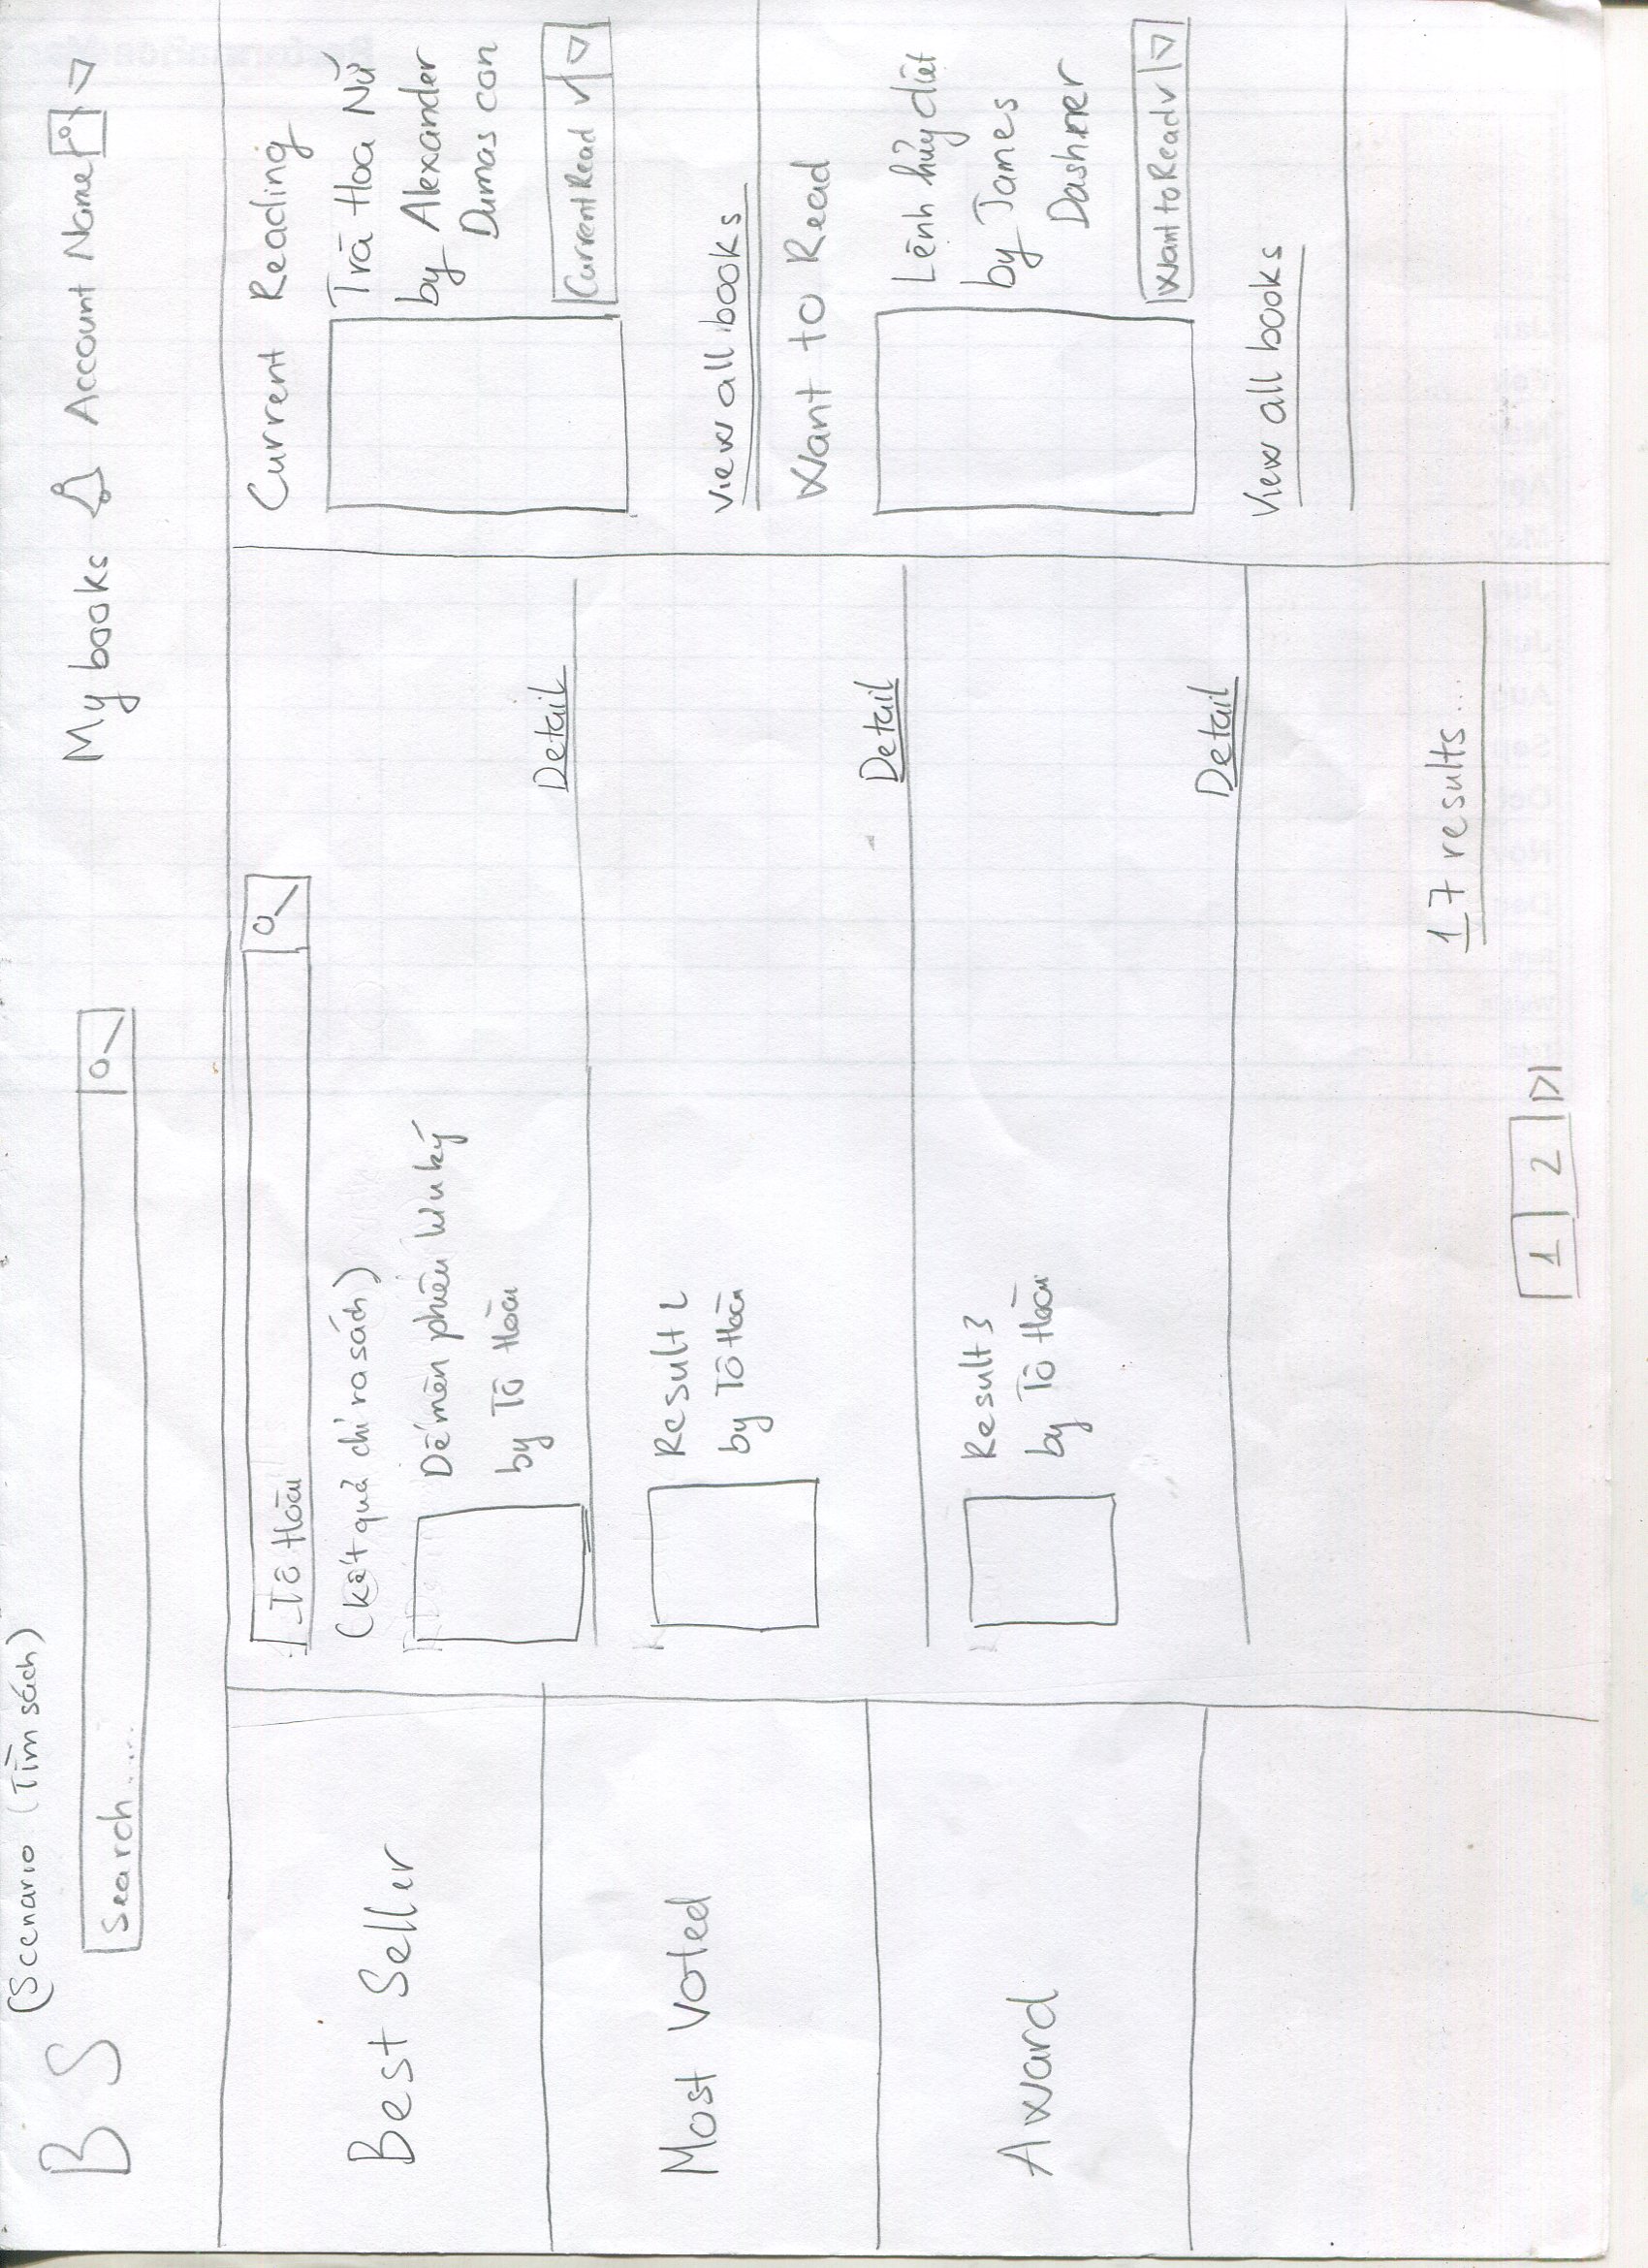 (Scenario (Tìm sách)
B S
Search.....
My books
Account Name
Best Seller
Most Voted
Award
Tô Hoài
(Kết quả chỉ ra sách)
Dế mèn phiêu lưu ký
by Tô Hoài
Detail
Result 2
by Tô Hoài
Detail
Result 3
by Tô Hoài
Detail
17 results...
1 2
Current Reading
Trà Hoa Nữ
by Alexander
Dumas con
Current Read ✓
View all books
Want to Read
Lệnh hủy diệt
by James
Dashner
Want to Read ✓
View all books